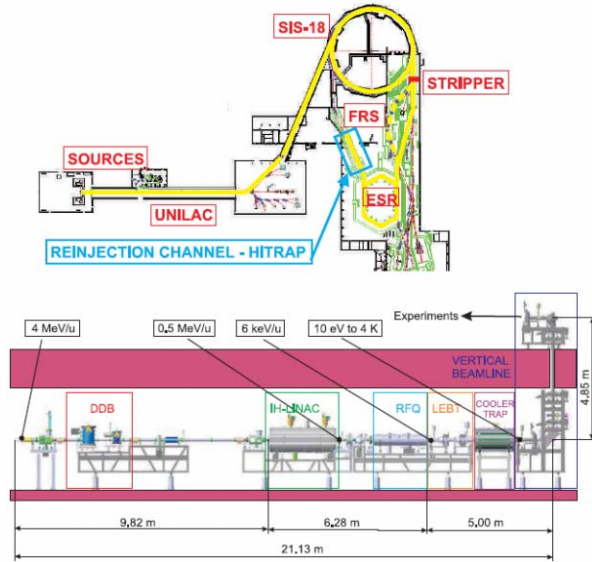 SIS-18
STRIPPER
FRS
SOURCES
ESR
UNILAC
REINJECTION CHANNEL - HITRAP
4 MeV/u
0.5 MeV/u
6 keV/u
10 eV to 4 K
Experiments
VERTICAL
BEAMLINE
4.85 m
DDB
IH-LINAC
RFQ
LEBT
COOLER
TRAP
9.82 m
6.28 m
5.00 m
21.13 m